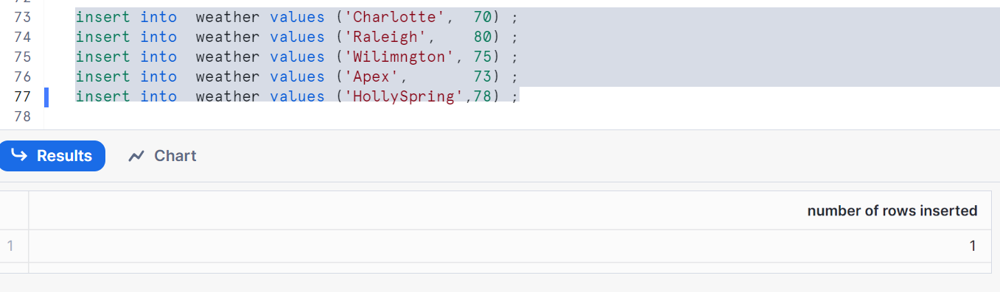 73 insert into  weather values ('Charlotte',  70) ;
74 insert into  weather values ('Raleigh',    80) ;
75 insert into  weather values ('Wilimngton', 75) ;
76 insert into  weather values ('Apex',       73) ;
77 insert into  weather values ('HollySpring',78) ;
78
Results Chart
number of rows inserted
1 1